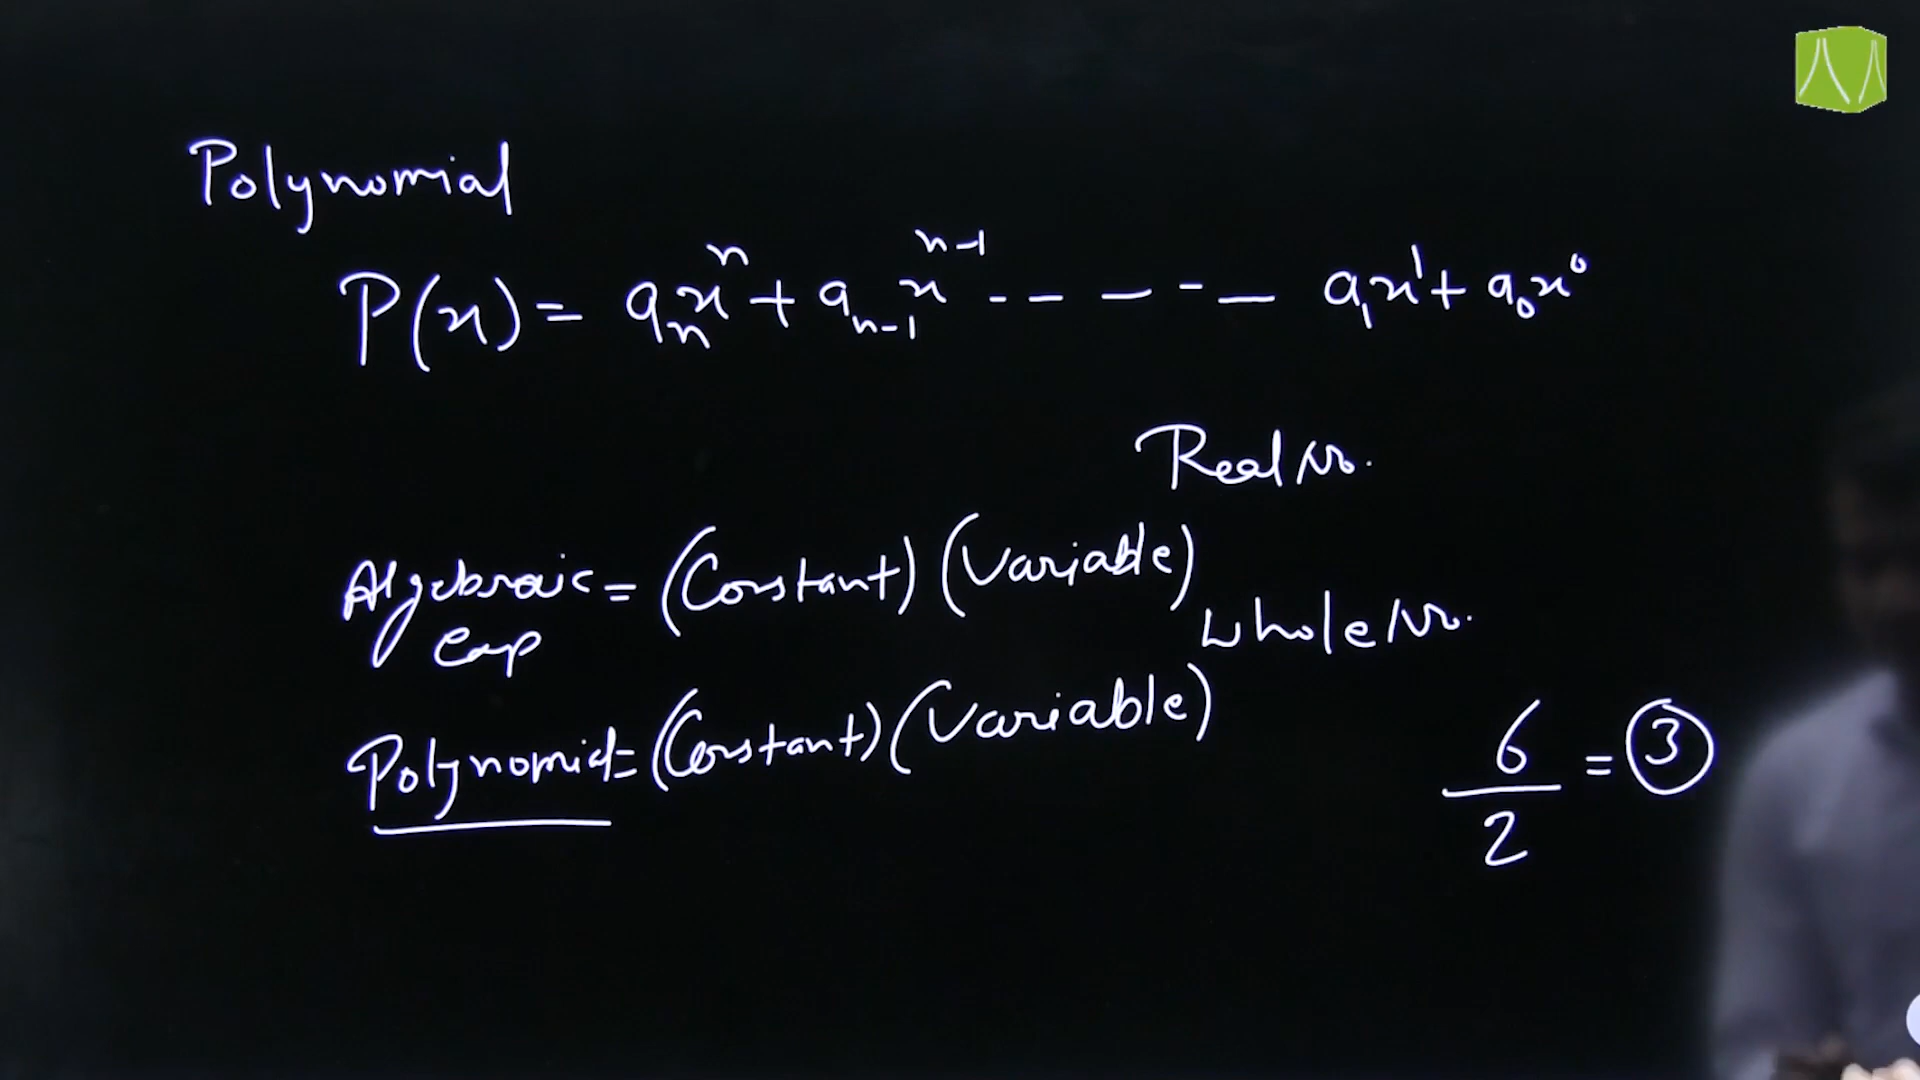 Polynomial
P(x) = aₙxⁿ + aₙ₋₁xⁿ⁻¹ - - - - - a₁x¹ + a₀x⁰
Real No.
Algebraic = (Constant) (Variable)
Exp
Whole No.
Polynomial = (Constant) (Variable)
6/2 = 3